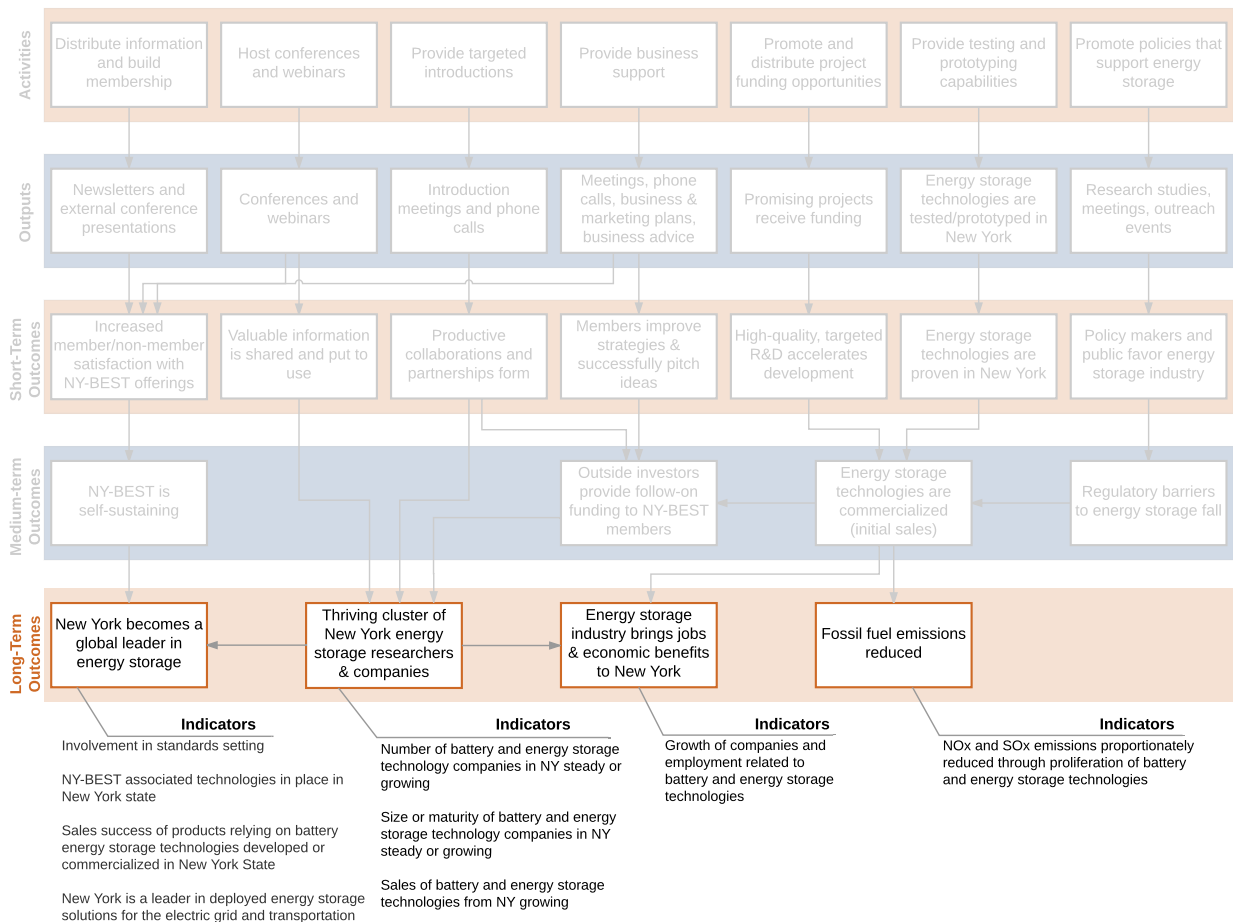 Activities
Distribute information
and build
membership
Host conferences
and webinars
Provide targeted
introductions
Provide business
support
Promote and
distribute project
funding opportunities
Provide testing and
prototyping
capabilities
Promote policies that
support energy
storage
Outputs
Newsletters and
external conference
presentations
Conferences and
webinars
Introduction
meetings and phone
calls
Meetings, phone
calls, business &
marketing plans,
business advice
Promising projects
receive funding
Energy storage
technologies are
tested/prototyped in
New York
Research studies,
meetings, outreach
events
Short-Term
Outcomes
Increased
member/non-member
satisfaction with
NY-BEST offerings
Valuable information
is shared and put to
use
Productive
collaborations and
partnerships form
Members improve
strategies &
successfully pitch
ideas
High-quality, targeted
R&D accelerates
development
Energy storage
technologies are
proven in New York
Policy makers and
public favor energy
storage industry
Medium-term
Outcomes
NY-BEST is
self-sustaining
Outside investors
provide follow-on
funding to NY-BEST
members
Energy storage
technologies are
commercialized
(initial sales)
Regulatory barriers
to energy storage fall
Long-Term
Outcomes
New York becomes a
global leader in
energy storage
Thriving cluster of
New York energy
storage researchers
& companies
Energy storage
industry brings jobs
& economic benefits
to New York
Fossil fuel emissions
reduced
Indicators
Involvement in standards setting
NY-BEST associated technologies in place in
New York state
Sales success of products relying on battery
energy storage technologies developed or
commercialized in New York State
New York is a leader in deployed energy storage
solutions for the electric grid and transportation
Indicators
Number of battery and energy storage
technology companies in NY steady or
growing
Size or maturity of battery and energy
storage technology companies in NY
steady or growing
Sales of battery and energy storage
technologies from NY growing
Indicators
Growth of companies and
employment related to
battery and energy storage
technologies
Indicators
NOx and SOx emissions proportionately
reduced through proliferation of battery
and energy storage technologies